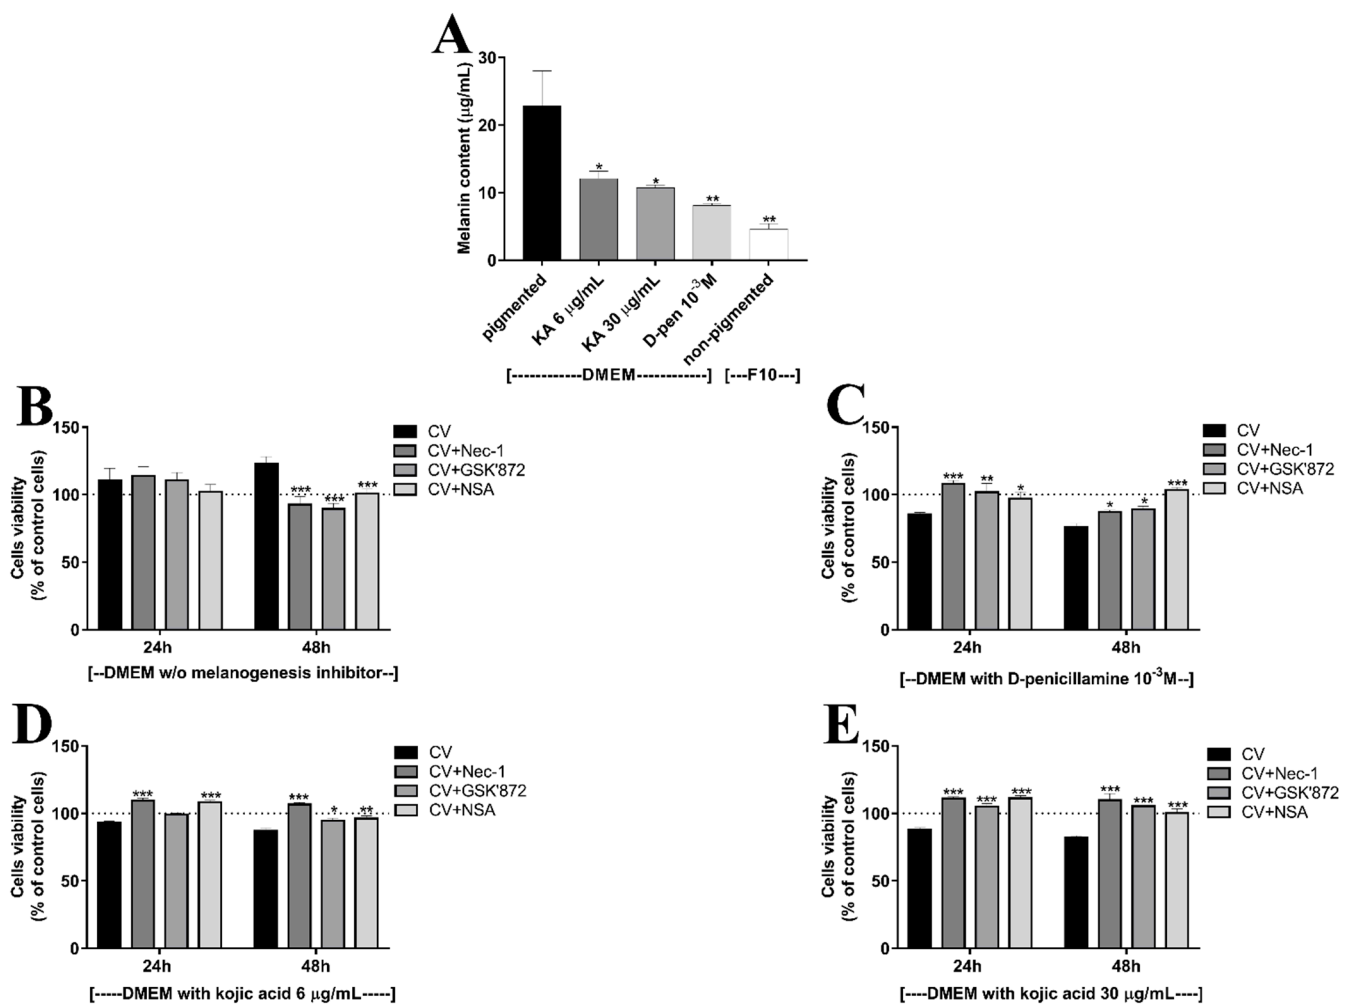 A
Melanin content (μg/mL)
30
20
10
0
*
*
**
**
pigmented
KA 6 μg/mL
KA 30 μg/mL
D-pen 10⁻³M
non-pigmented
[------------DMEM------------] [---F10---]
B
Cells viability
(% of control cells)
150
100
50
0
*** *** ***
24h 48h
CV
CV+Nec-1
CV+GSK'872
CV+NSA
[--DMEM w/o melanogenesis inhibitor--]
C
Cells viability
(% of control cells)
150
100
50
0
*** ** * * * ***
24h 48h
CV
CV+Nec-1
CV+GSK'872
CV+NSA
[--DMEM with D-penicillamine 10⁻³M--]
D
Cells viability
(% of control cells)
150
100
50
0
*** *** *** * **
24h 48h
CV
CV+Nec-1
CV+GSK'872
CV+NSA
[-----DMEM with kojic acid 6 μg/mL-----]
E
Cells viability
(% of control cells)
150
100
50
0
*** *** *** *** *** ***
24h 48h
CV
CV+Nec-1
CV+GSK'872
CV+NSA
[----DMEM with kojic acid 30 μg/mL----]